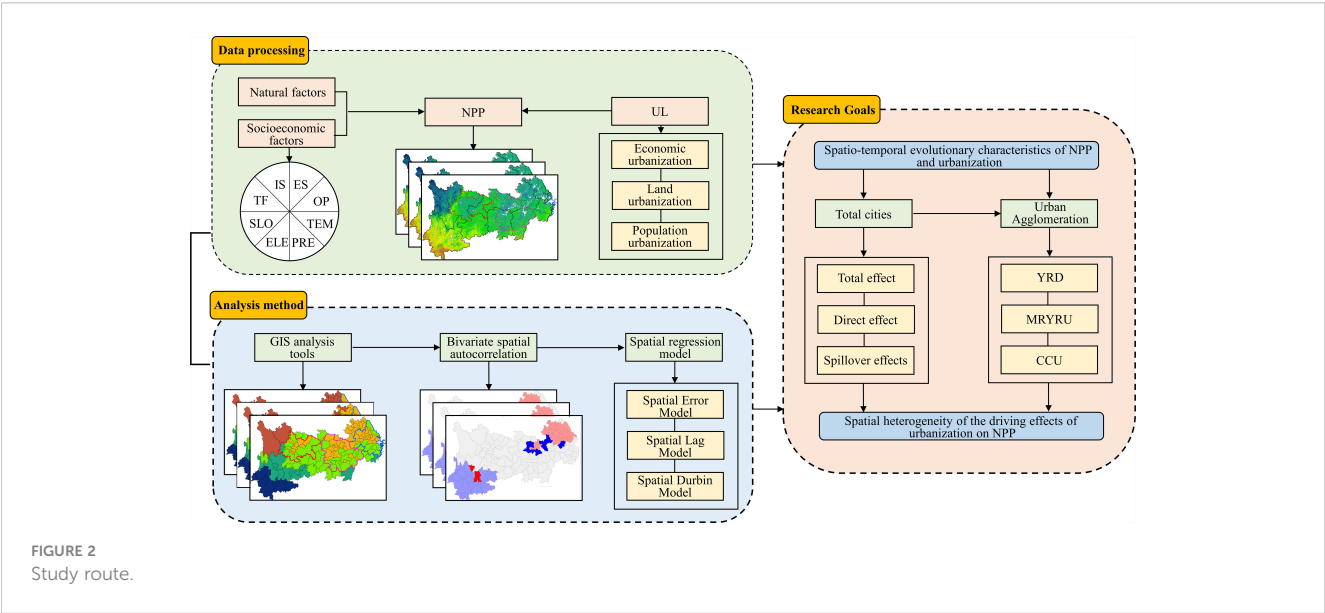 Data processing
Natural factors
Socioeconomic
factors
IS
ES
TF
OP
SLO
TEM
ELE
PRE
NPP
UL
Economic
urbanization
Land
urbanization
Population
urbanization
Analysis method
GIS analysis
tools
Bivariate spatial
autocorrelation
Spatial regression
model
Spatial Error
Model
Spatial Lag
Model
Spatial Durbin
Model
Research Goals
Spatio-temporal evolutionary characteristics of NPP
and urbanization
Total cities
Urban
Agglomeration
Total effect
Direct effect
Spillover effects
YRD
MRYRU
CCU
Spatial heterogeneity of the driving effects of
urbanization on NPP
FIGURE 2
Study route.